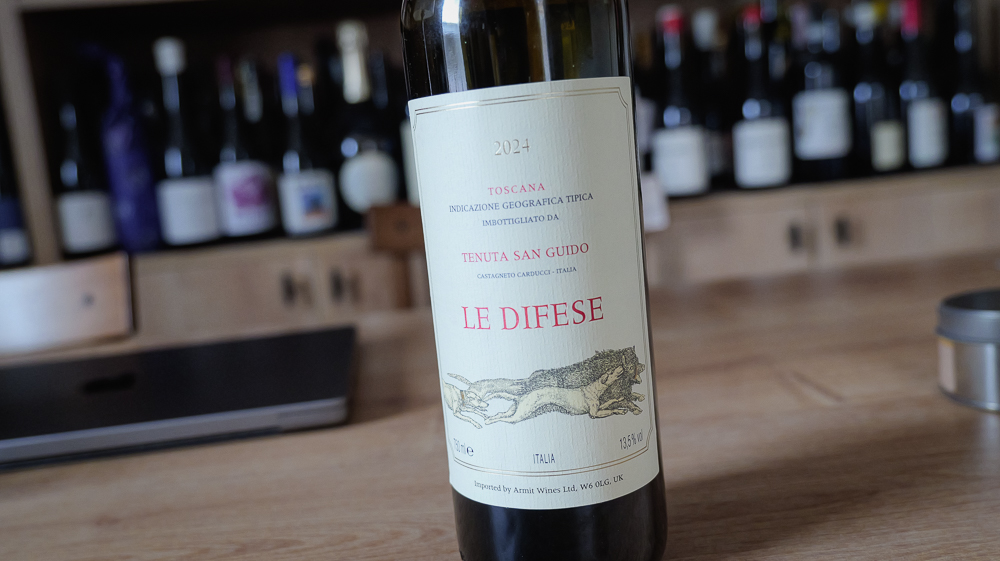 2024
TOSCANA
INDICAZIONE GEOGRAFICA TIPICA
IMBOTTIGLIATO DA
TENUTA SAN GUIDO
CASTAGNETO CARDUCCI - ITALIA
LE DIFESE
750 ml e
ITALIA
13,5% vol
Imported by Armit Wines Ltd, W6 0LG, UK